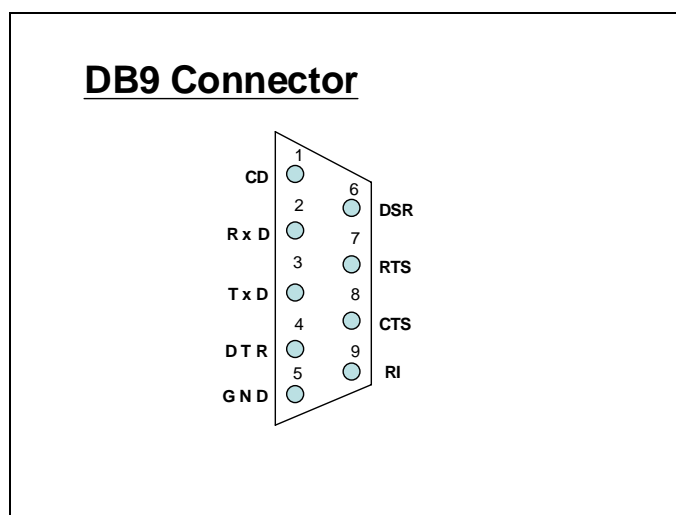 DB9 Connector
1
CD
6
DSR
2
R x D
7
RTS
3
T x D
8
CTS
4
D T R
9
RI
5
G N D